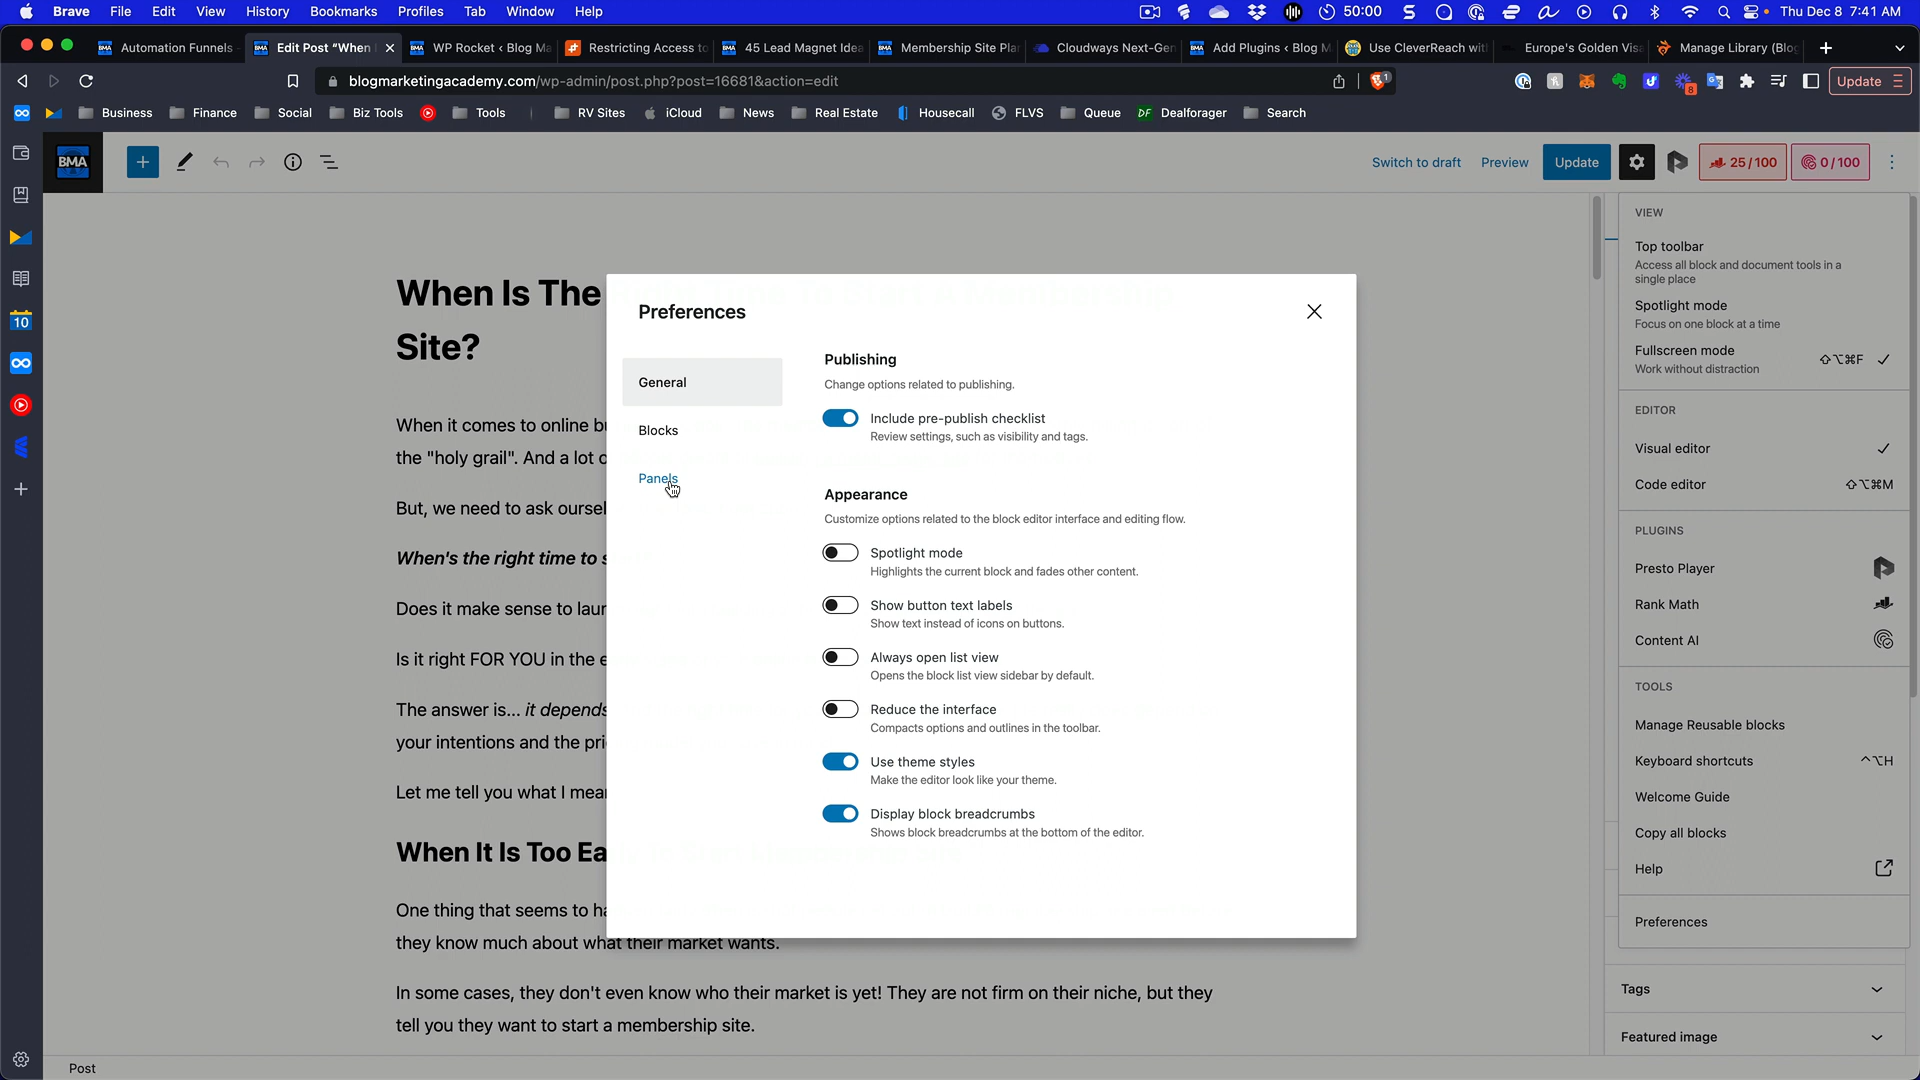 Brave File Edit View History Bookmarks Profiles Tab Window Help 50:00 Thu Dec 8 7:41 AM
Automation Funnels Edit Post "When WP Rocket ‹ Blog Ma Restricting Access to 45 Lead Magnet Idea Membership Site Plan Cloudways Next-Gen Add Plugins ‹ Blog M Use CleverReach wit Europe's Golden Visa Manage Library (Blog
blogmarketingacademy.com/wp-admin/post.php?post=16681&action=edit 1 8 Update
Business Finance Social Biz Tools Tools RV Sites iCloud News Real Estate Housecall FLVS Queue DF Dealforager Search
BMA Switch to draft Preview Update 25 / 100 0 / 100
10
When Is The
Site?
When it comes to online bu
the "holy grail". And a lot o
But, we need to ask oursel
When's the right time to s
Does it make sense to laun
Is it right FOR YOU in the e
The answer is... it depends
your intentions and the pri
Let me tell you what I mean
When It Is Too Ea
One thing that seems to ha
they know much about what their market wants.
In some cases, they don't even know who their market is yet! They are not firm on their niche, but they
tell you they want to start a membership site.
Post
Preferences
General
Blocks
Panels
Publishing
Change options related to publishing.
Include pre-publish checklist
Review settings, such as visibility and tags.
Appearance
Customize options related to the block editor interface and editing flow.
Spotlight mode
Highlights the current block and fades other content.
Show button text labels
Show text instead of icons on buttons.
Always open list view
Opens the block list view sidebar by default.
Reduce the interface
Compacts options and outlines in the toolbar.
Use theme styles
Make the editor look like your theme.
Display block breadcrumbs
Shows block breadcrumbs at the bottom of the editor.
VIEW
Top toolbar
Access all block and document tools in a
single place
Spotlight mode
Focus on one block at a time
Fullscreen mode ⇧⌥⌘F
Work without distraction
EDITOR
Visual editor
Code editor ⇧⌥⌘M
PLUGINS
Presto Player
Rank Math
Content AI
TOOLS
Manage Reusable blocks
Keyboard shortcuts ⌃⌥H
Welcome Guide
Copy all blocks
Help
Preferences
Tags
Featured image